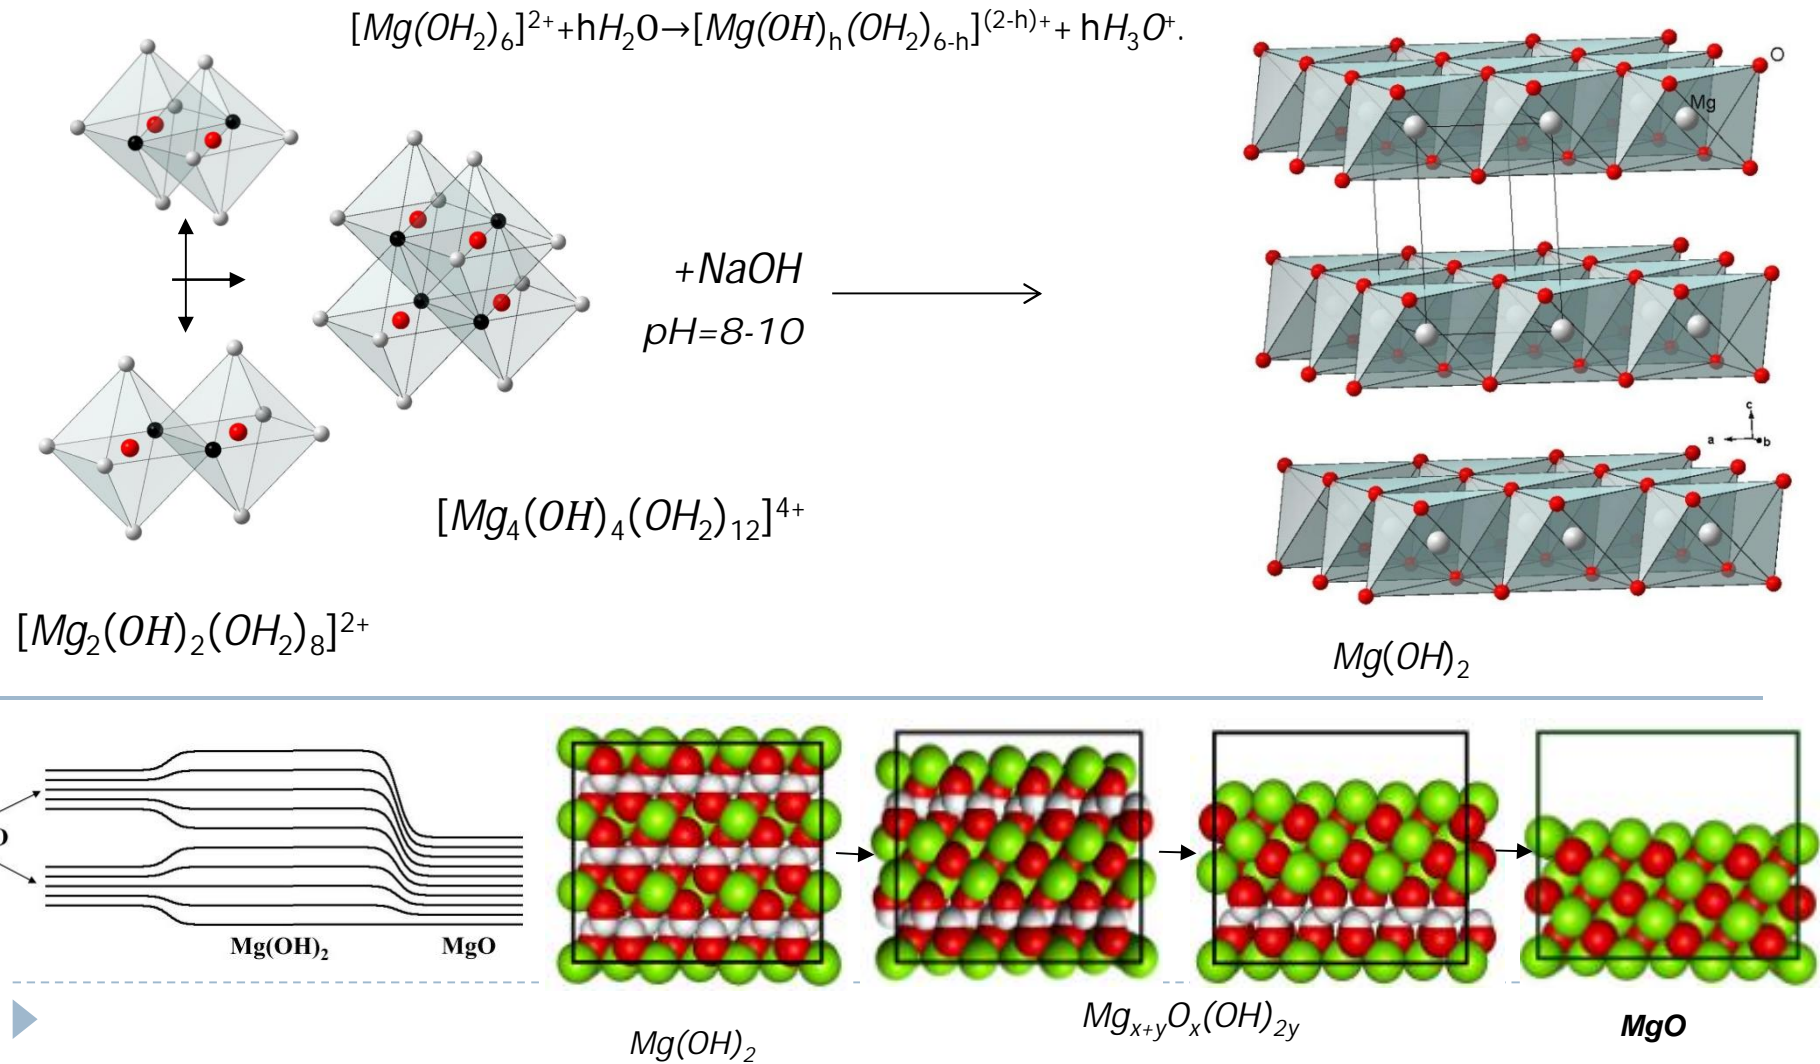 [Mg(OH₂)₆]²⁺+hH₂O→[Mg(OH)ₕ(OH₂)₆₋ₕ]⁽²⁻ʰ⁾⁺+ hH₃O⁺.
O
Mg
+NaOH
pH=8-10
c
a
b
[Mg₄(OH)₄(OH₂)₁₂]⁴⁺
[Mg₂(OH)₂(OH₂)₈]²⁺
Mg(OH)₂
Mg(OH)₂
MgO
Mg(OH)₂
Mgₓ₊yOₓ(OH)₂y
MgO